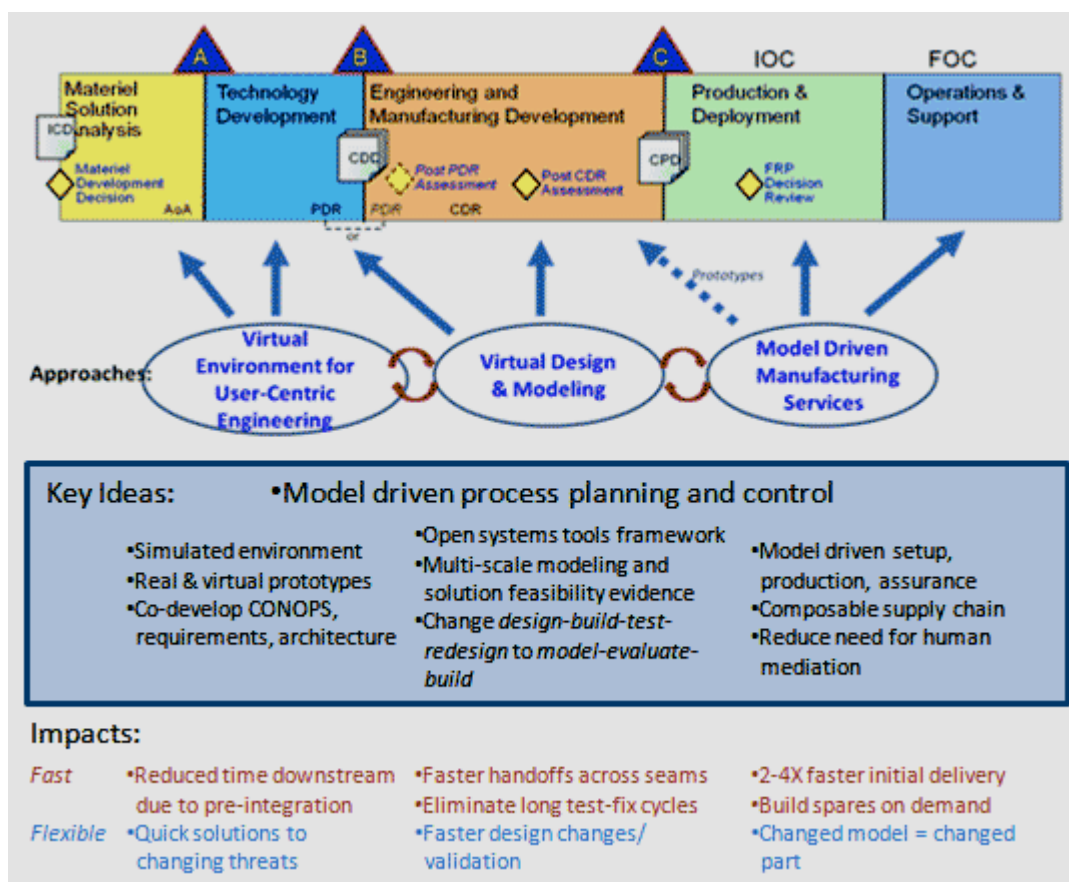 A
B
C
IOC
FOC
Materiel
Solution
Analysis
Technology
Development
Engineering and
Manufacturing Development
Production &
Deployment
Operations &
Support
ICD
CDD
CPD
Materiel
Development
Decision
Post PDR
Assessment
Post CDR
Assessment
FRP
Decision
Review
AoA
PDR
PDR
CDR
or
Prototypes
Approaches:
Virtual
Environment for
User-Centric
Engineering
Virtual Design
& Modeling
Model Driven
Manufacturing
Services
Key Ideas:
•Model driven process planning and control
•Simulated environment
•Real & virtual prototypes
•Co-develop CONOPS,
requirements, architecture
•Open systems tools framework
•Multi-scale modeling and
solution feasibility evidence
•Change design-build-test-
redesign to model-evaluate-
build
•Model driven setup,
production, assurance
•Composable supply chain
•Reduce need for human
mediation
Impacts:
Fast
•Reduced time downstream
due to pre-integration
•Faster handoffs across seams
•Eliminate long test-fix cycles
•2-4X faster initial delivery
•Build spares on demand
Flexible
•Quick solutions to
changing threats
•Faster design changes/
validation
•Changed model = changed
part